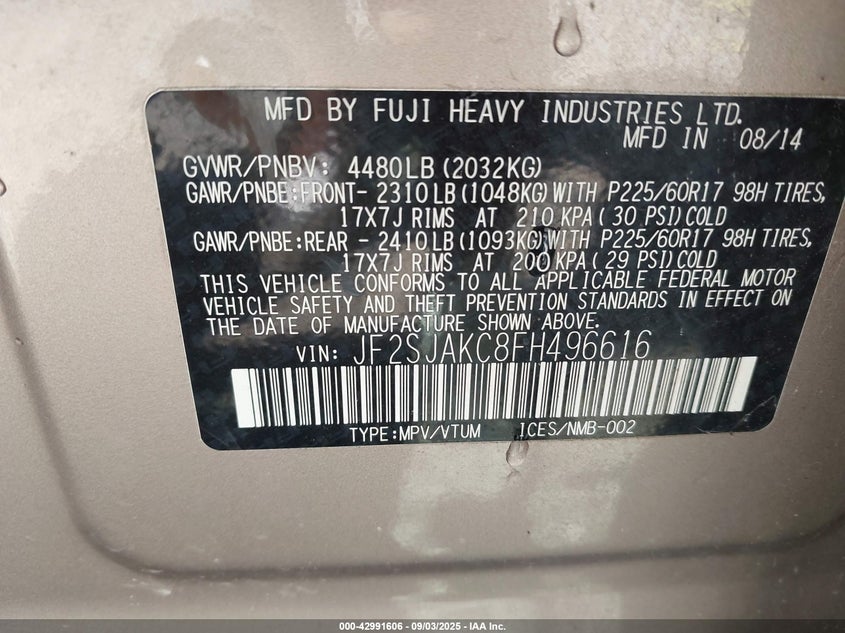 MFD BY FUJI HEAVY INDUSTRIES LTD.
MFD IN 08/14
GVWR/PNBV: 4480LB(2032KG)
GAWR/PNBE:FRONT- 2310LB(1048KG)WITH P225/60R17 98H TIRES,
17X7J RIMS AT 210 KPA( 30 PSI)COLD
GAWR/PNBE:REAR - 2410LB(1093KG)WITH P225/60R17 98H TIRES,
17X7J RIMS AT 200 KPA( 29 PSI)COLD
THIS VEHICLE CONFORMS TO ALL APPLICABLE FEDERAL MOTOR
VEHICLE SAFETY AND THEFT PREVENTION STANDARDS IN EFFECT ON
THE DATE OF MANUFACTURE SHOWN ABOVE.
VIN: JF2SJAKC8FH496616
TYPE:MPV/VTUM ICES/NMB-002
000-42991606 - 09/03/2025 - IAA Inc.